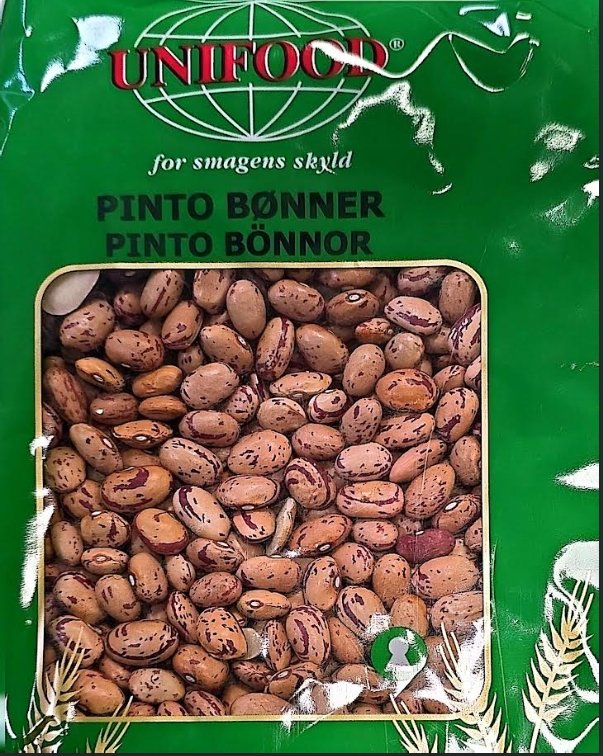 UNIFOOD®
for smagens skyld
PINTO BØNNER
PINTO BÖNNOR